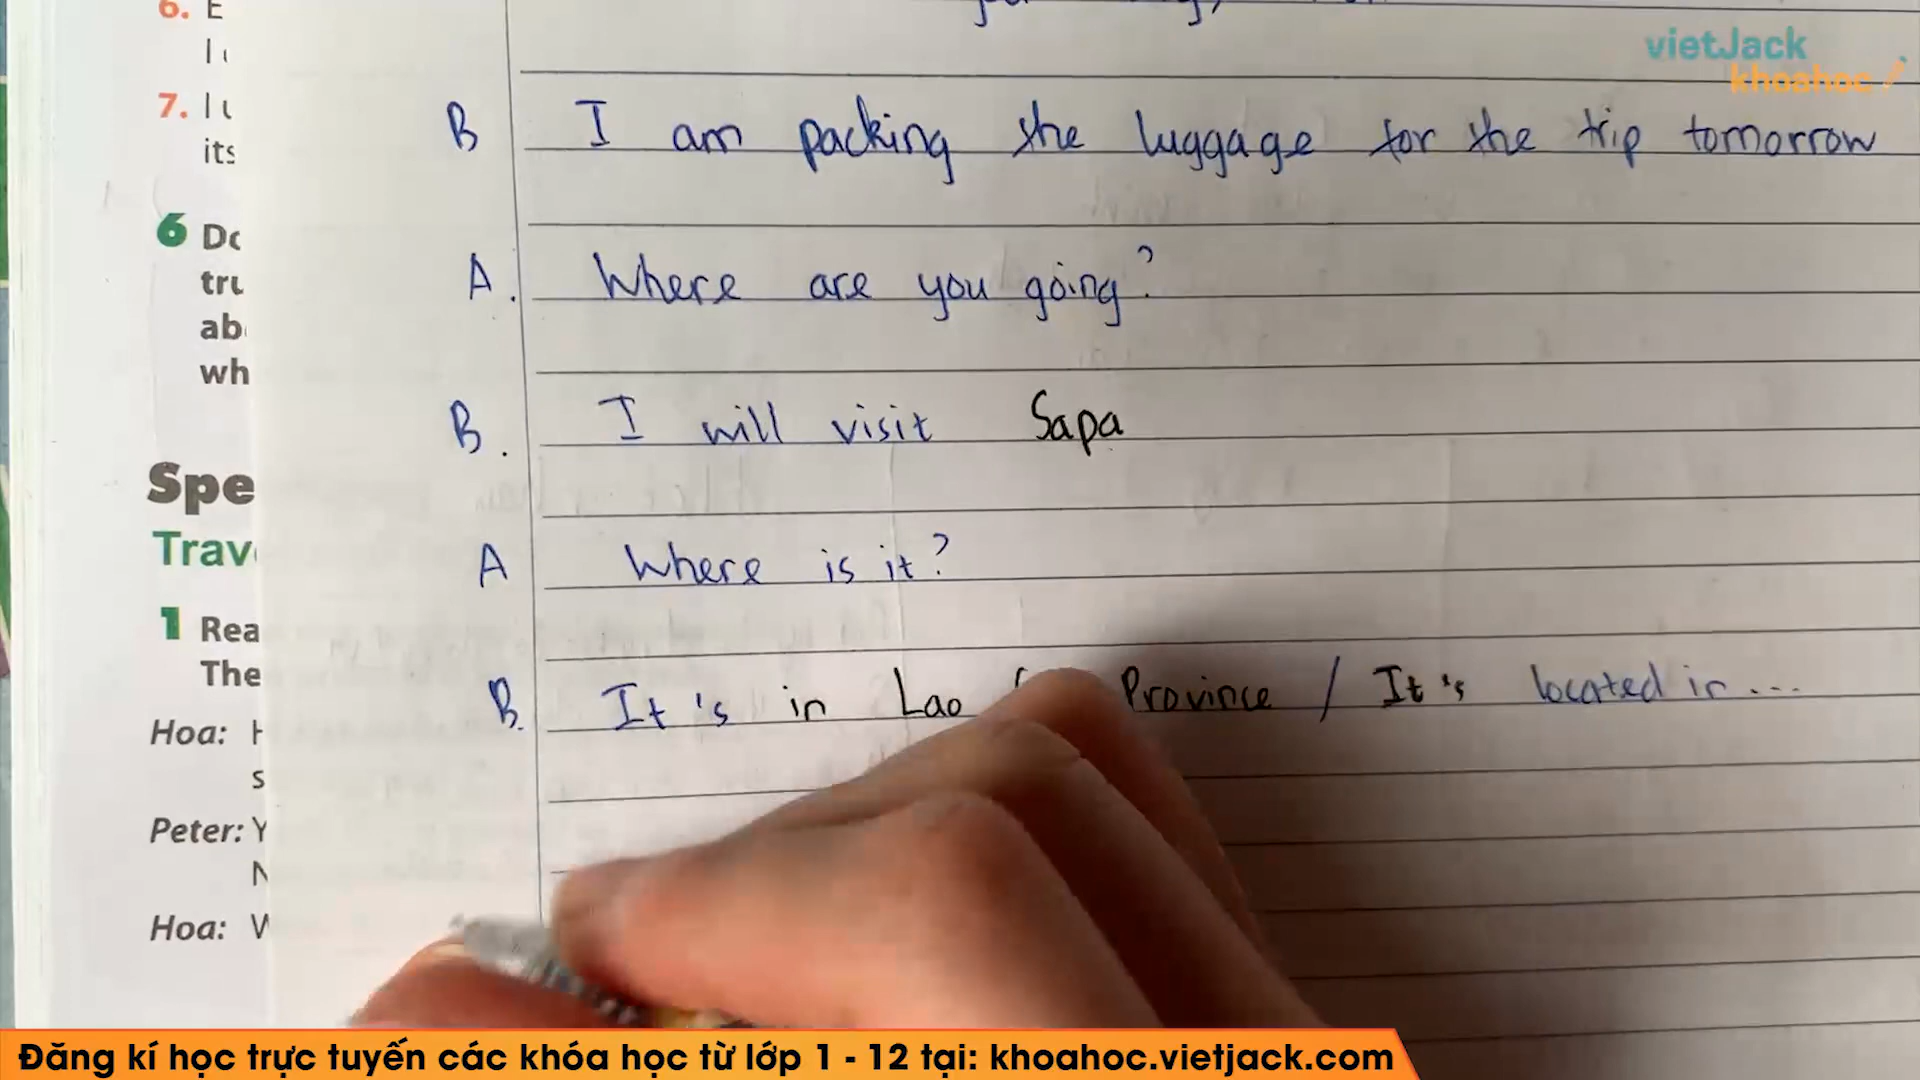 6. E
I
vietJack
khoahoc
7. I
its
B I am packing the luggage for the trip tomorrow
6 Do
tru
A. Where are you going?
ab
wh
B. I will visit Sapa
Spe
Trav
A Where is it?
1 Rea
The
B. It's in Lao Province / It's located in ...
Hoa: H
s
Peter: Y
N
Hoa: W
Đăng kí học trực tuyến các khóa học từ lớp 1 - 12 tại: khoahoc.vietjack.com